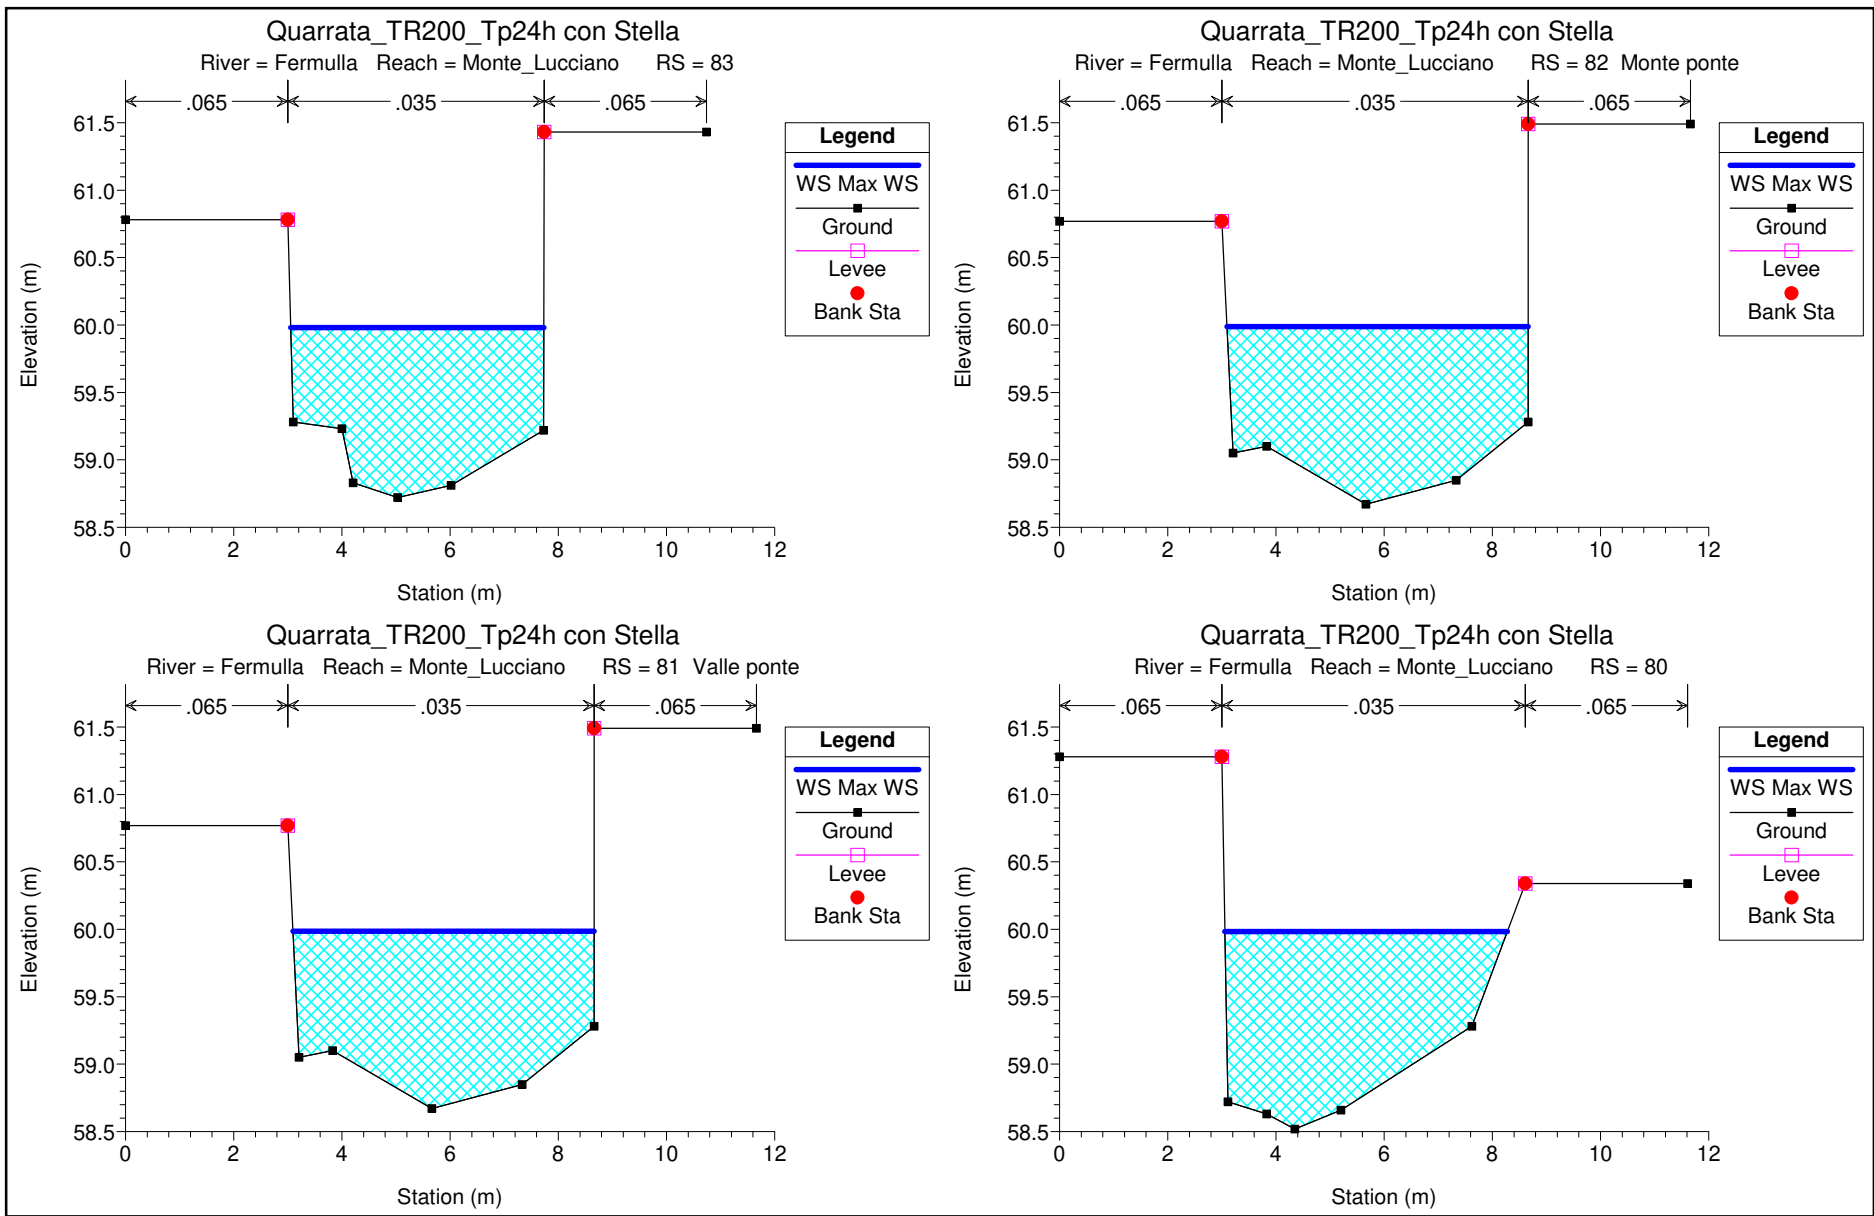 Quarrata_TR200_Tp24h con Stella
River = Fermulla Reach = Monte_Lucciano RS = 83
.065 .035 .065
61.5
61.0
60.5
60.0
59.5
59.0
58.5
0 2 4 6 8 10 12
Station (m)
Elevation (m)
Legend
WS Max WS
Ground
Levee
Bank Sta
Quarrata_TR200_Tp24h con Stella
River = Fermulla Reach = Monte_Lucciano RS = 82 Monte ponte
.065 .035 .065
61.5
61.0
60.5
60.0
59.5
59.0
58.5
0 2 4 6 8 10 12
Station (m)
Elevation (m)
Legend
WS Max WS
Ground
Levee
Bank Sta
Quarrata_TR200_Tp24h con Stella
River = Fermulla Reach = Monte_Lucciano RS = 81 Valle ponte
.065 .035 .065
61.5
61.0
60.5
60.0
59.5
59.0
58.5
0 2 4 6 8 10 12
Station (m)
Elevation (m)
Legend
WS Max WS
Ground
Levee
Bank Sta
Quarrata_TR200_Tp24h con Stella
River = Fermulla Reach = Monte_Lucciano RS = 80
.065 .035 .065
61.5
61.0
60.5
60.0
59.5
59.0
58.5
0 2 4 6 8 10 12
Station (m)
Elevation (m)
Legend
WS Max WS
Ground
Levee
Bank Sta